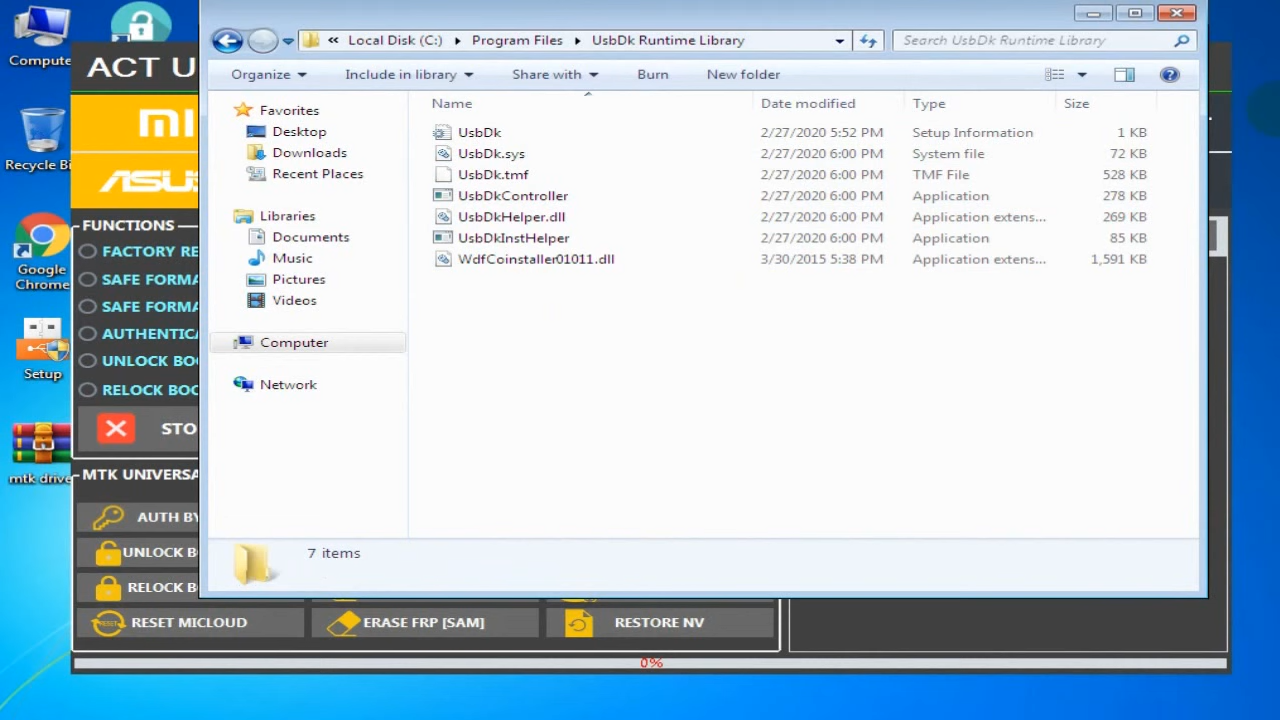 Compute
Recycle Bi
Google
Chrome
Setup
mtk drive
Local Disk (C:)
Program Files
UsbDk Runtime Library
Search UsbDk Runtime Library
Organize
Include in library
Share with
Burn
New folder
Favorites
Desktop
Downloads
Recent Places
Libraries
Documents
Music
Pictures
Videos
Computer
Network
Name Date modified Type Size
UsbDk 2/27/2020 5:52 PM Setup Information 1 KB
UsbDk.sys 2/27/2020 6:00 PM System file 72 KB
UsbDk.tmf 2/27/2020 6:00 PM TMF File 528 KB
UsbDkController 2/27/2020 6:00 PM Application 278 KB
UsbDkHelper.dll 2/27/2020 6:00 PM Application extens... 269 KB
UsbDkInstHelper 2/27/2020 6:00 PM Application 85 KB
WdfCoinstaller01011.dll 3/30/2015 5:38 PM Application extens... 1,591 KB
7 items
ACT U
MI
ASUS
FUNCTIONS
FACTORY RE
SAFE FORMA
SAFE FORMA
AUTHENTICA
UNLOCK BO
RELOCK BOO
STO
MTK UNIVERSA
AUTH BY
UNLOCK B
RELOCK B
RESET MICLOUD
ERASE FRP [SAM]
RESTORE NV
0%